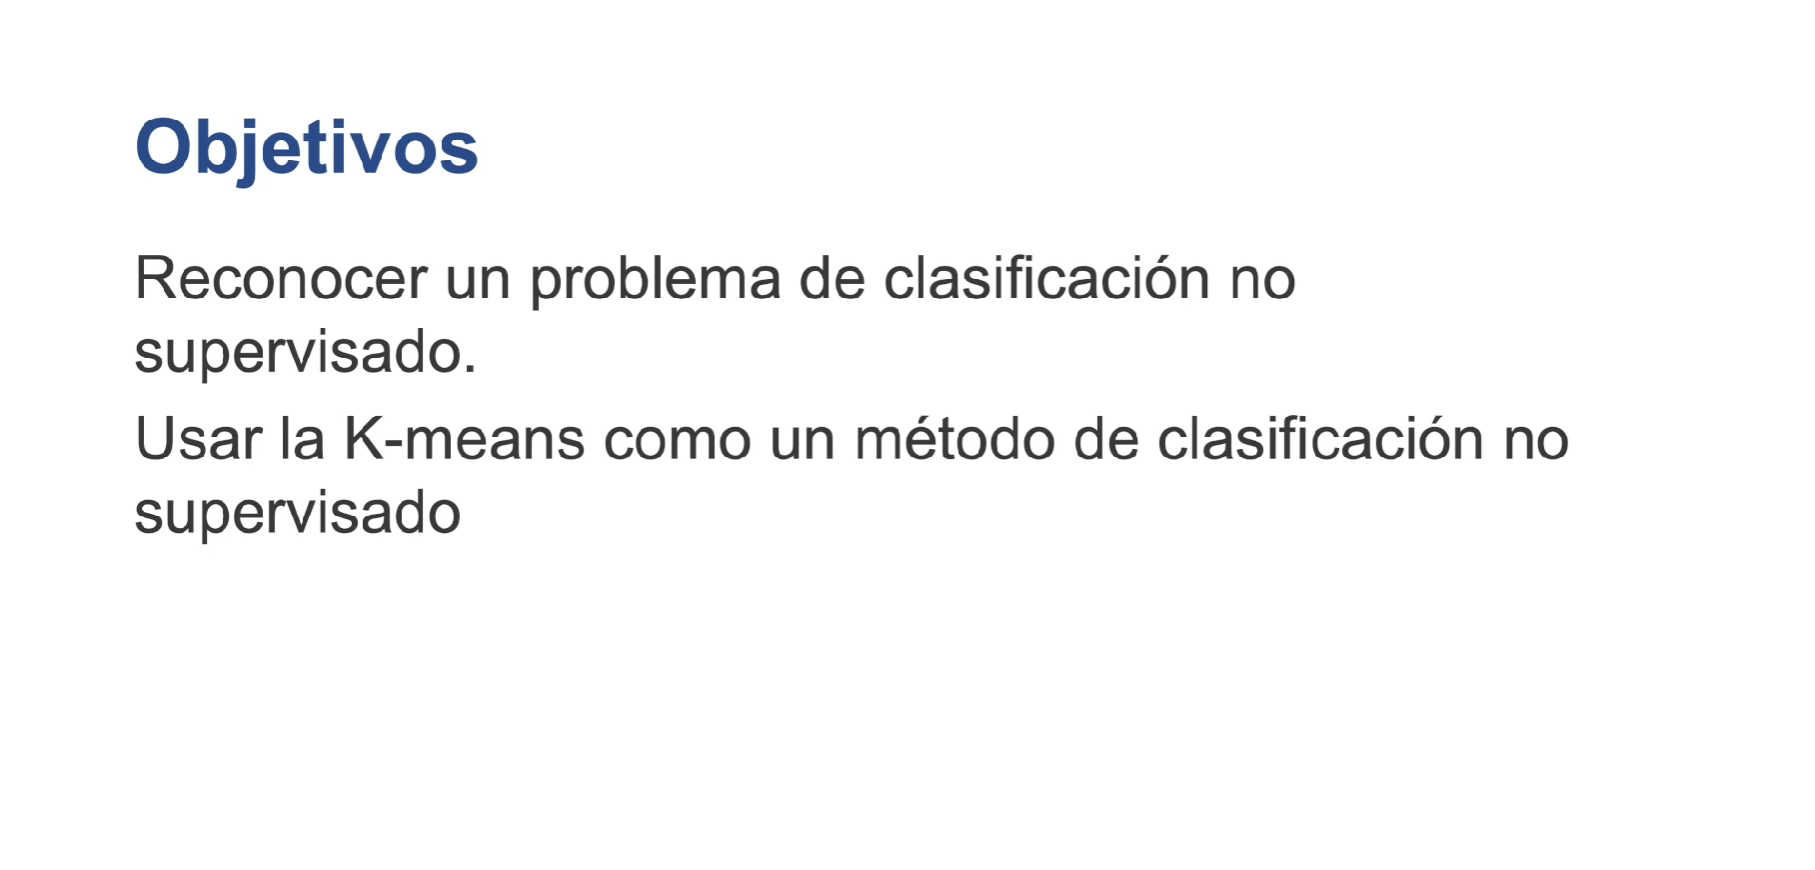 Objetivos
Reconocer un problema de clasificación no
supervisado.
Usar la K-means como un método de clasificación no
supervisado